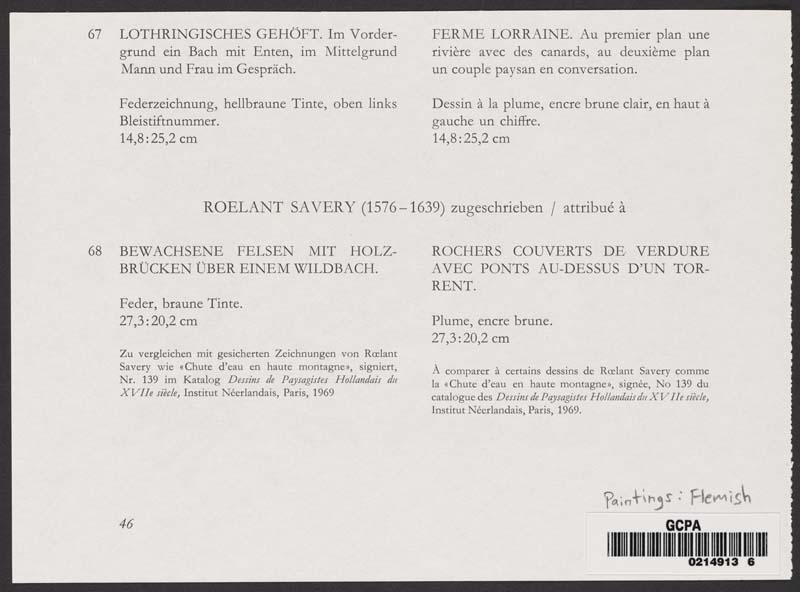 67 LOTHRINGISCHES GEHÖFT. Im Vorder-
grund ein Bach mit Enten, im Mittelgrund
Mann und Frau im Gespräch.
Federzeichnung, hellbraune Tinte, oben links
Bleistiftnummer.
14,8:25,2 cm
FERME LORRAINE. Au premier plan une
rivière avec des canards, au deuxième plan
un couple paysan en conversation.
Dessin à la plume, encre brune clair, en haut à
gauche un chiffre.
14,8:25,2 cm
ROELANT SAVERY (1576–1639) zugeschrieben / attribué à
68 BEWACHSENE FELSEN MIT HOLZ-
BRÜCKEN ÜBER EINEM WILDBACH.
Feder, braune Tinte.
27,3:20,2 cm
Zu vergleichen mit gesicherten Zeichnungen von Rœlant
Savery wie «Chute d'eau en haute montagne», signiert,
Nr. 139 im Katalog Dessins de Paysagistes Hollandais du
XVIIe siècle, Institut Néerlandais, Paris, 1969
ROCHERS COUVERTS DE VERDURE
AVEC PONTS AU-DESSUS D'UN TOR-
RENT.
Plume, encre brune.
27,3:20,2 cm
À comparer à certains dessins de Rœlant Savery comme
la «Chute d'eau en haute montagne», signée, No 139 du
catalogue des Dessins de Paysagistes Hollandais du XVIIe siècle,
Institut Néerlandais, Paris, 1969.
46
Paintings: Flemish
GCPA
0214913 6